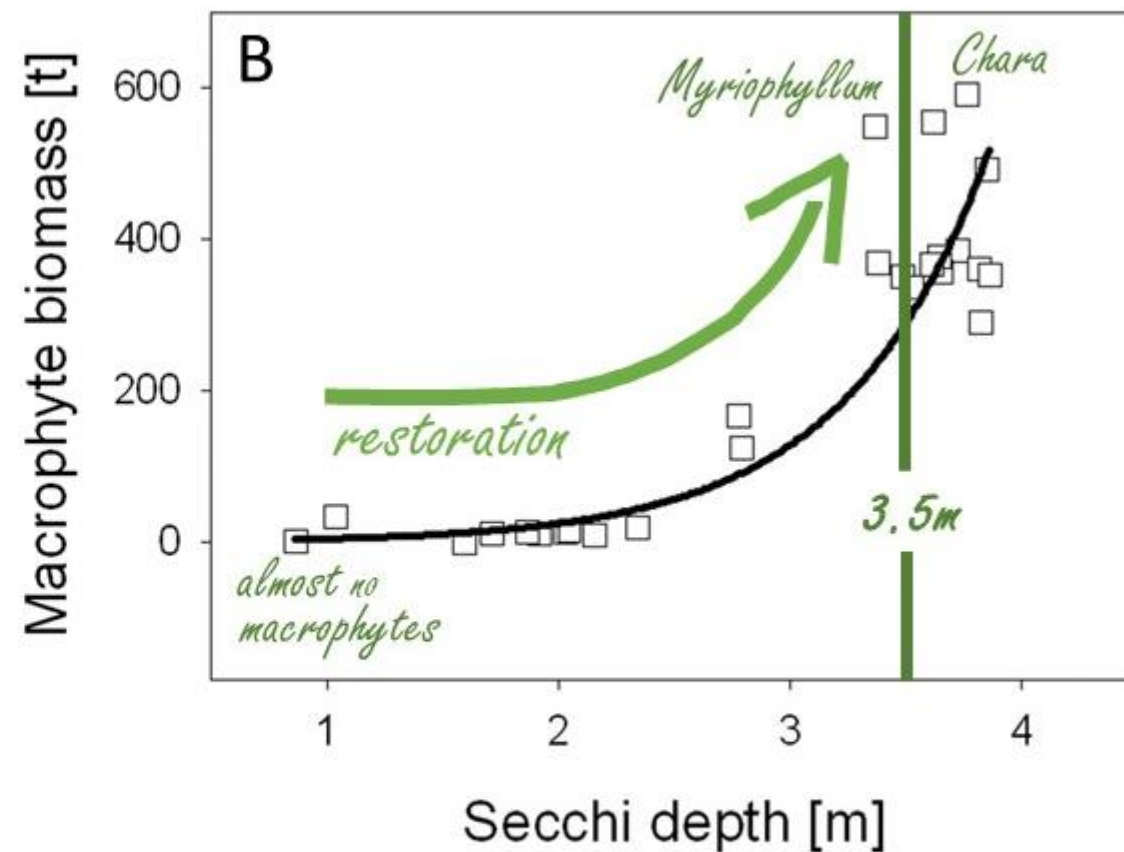 B
Macrophyte biomass [t]
600
400
200
0
Myriophyllum
Chara
restoration
3.5m
almost no
macrophytes
1 2 3 4
Secchi depth [m]